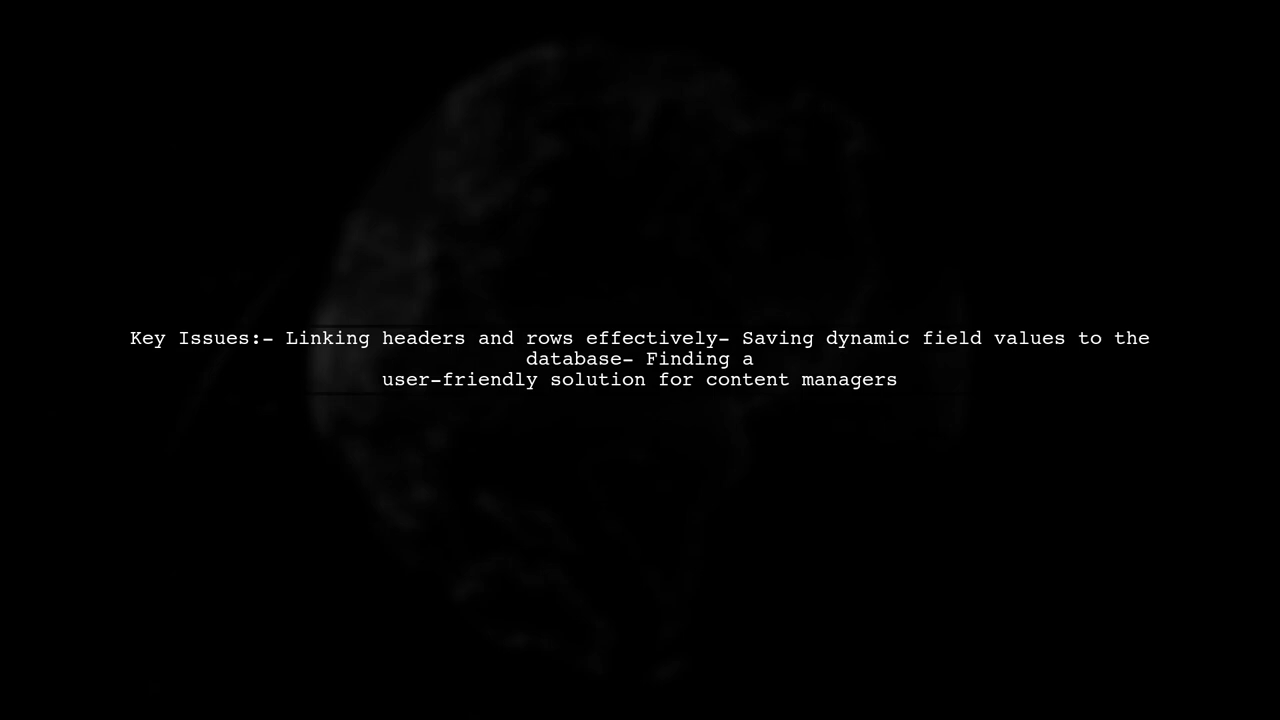 Key Issues:- Linking headers and rows effectively- Saving dynamic field values to the
database- Finding a
user-friendly solution for content managers